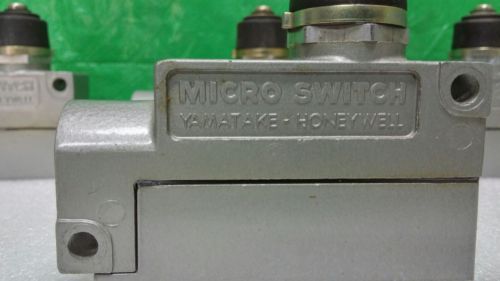 MICRO SWITCH
YAMATAKE - HONEYWELL